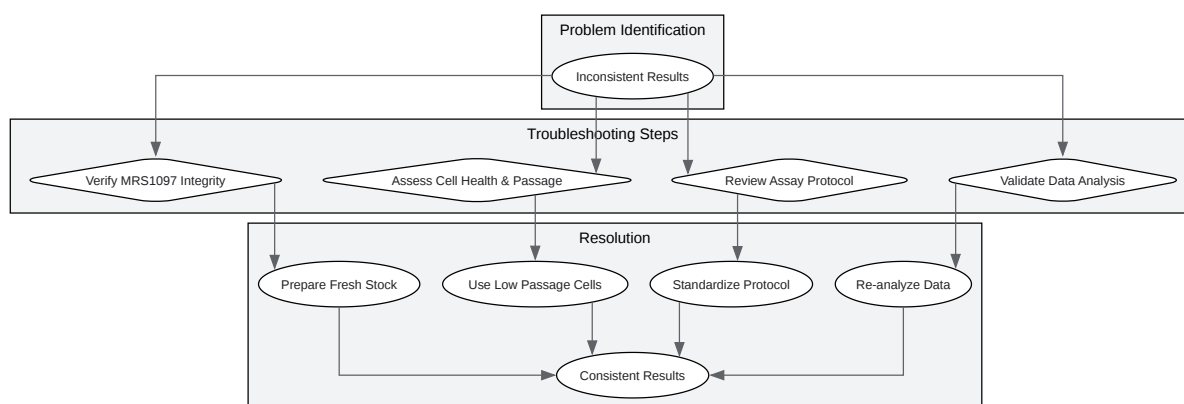 Problem Identification
Inconsistent Results
Troubleshooting Steps
Verify MRS1097 Integrity
Assess Cell Health & Passage
Review Assay Protocol
Validate Data Analysis
Resolution
Prepare Fresh Stock
Use Low Passage Cells
Standardize Protocol
Re-analyze Data
Consistent Results